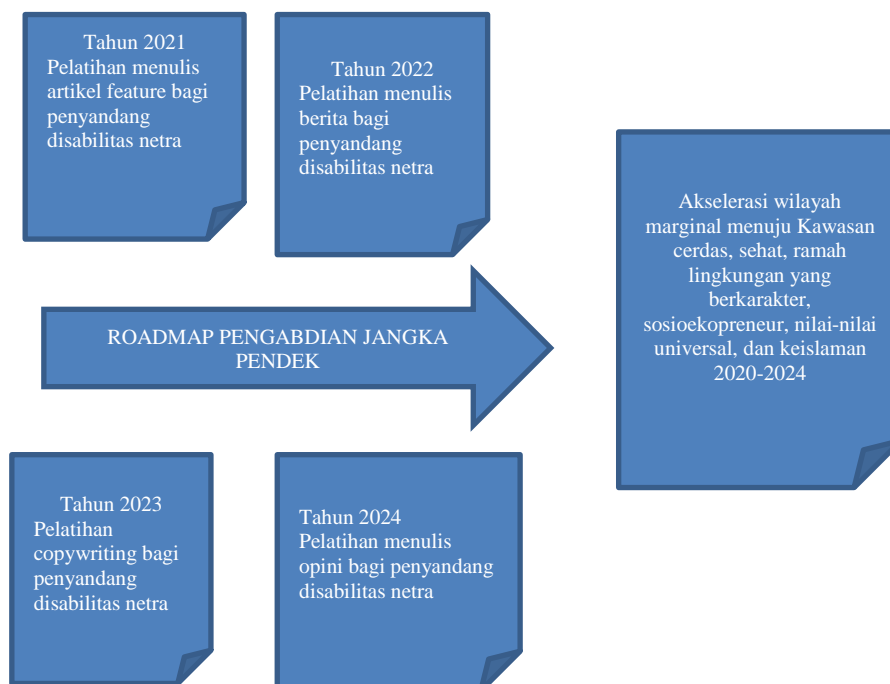 Tahun 2021
Pelatihan menulis
artikel feature bagi
penyandang
disabilitas netra
Tahun 2022
Pelatihan menulis
berita bagi
penyandang
disabilitas netra
Akselerasi wilayah
marginal menuju Kawasan
cerdas, sehat, ramah
lingkungan yang
berkarakter,
sosioekopreneur, nilai-nilai
universal, dan keislaman
2020-2024
ROADMAP PENGABDIAN JANGKA
PENDEK
Tahun 2023
Pelatihan
copywriting bagi
penyandang
disabilitas netra
Tahun 2024
Pelatihan menulis
opini bagi penyandang
disabilitas netra